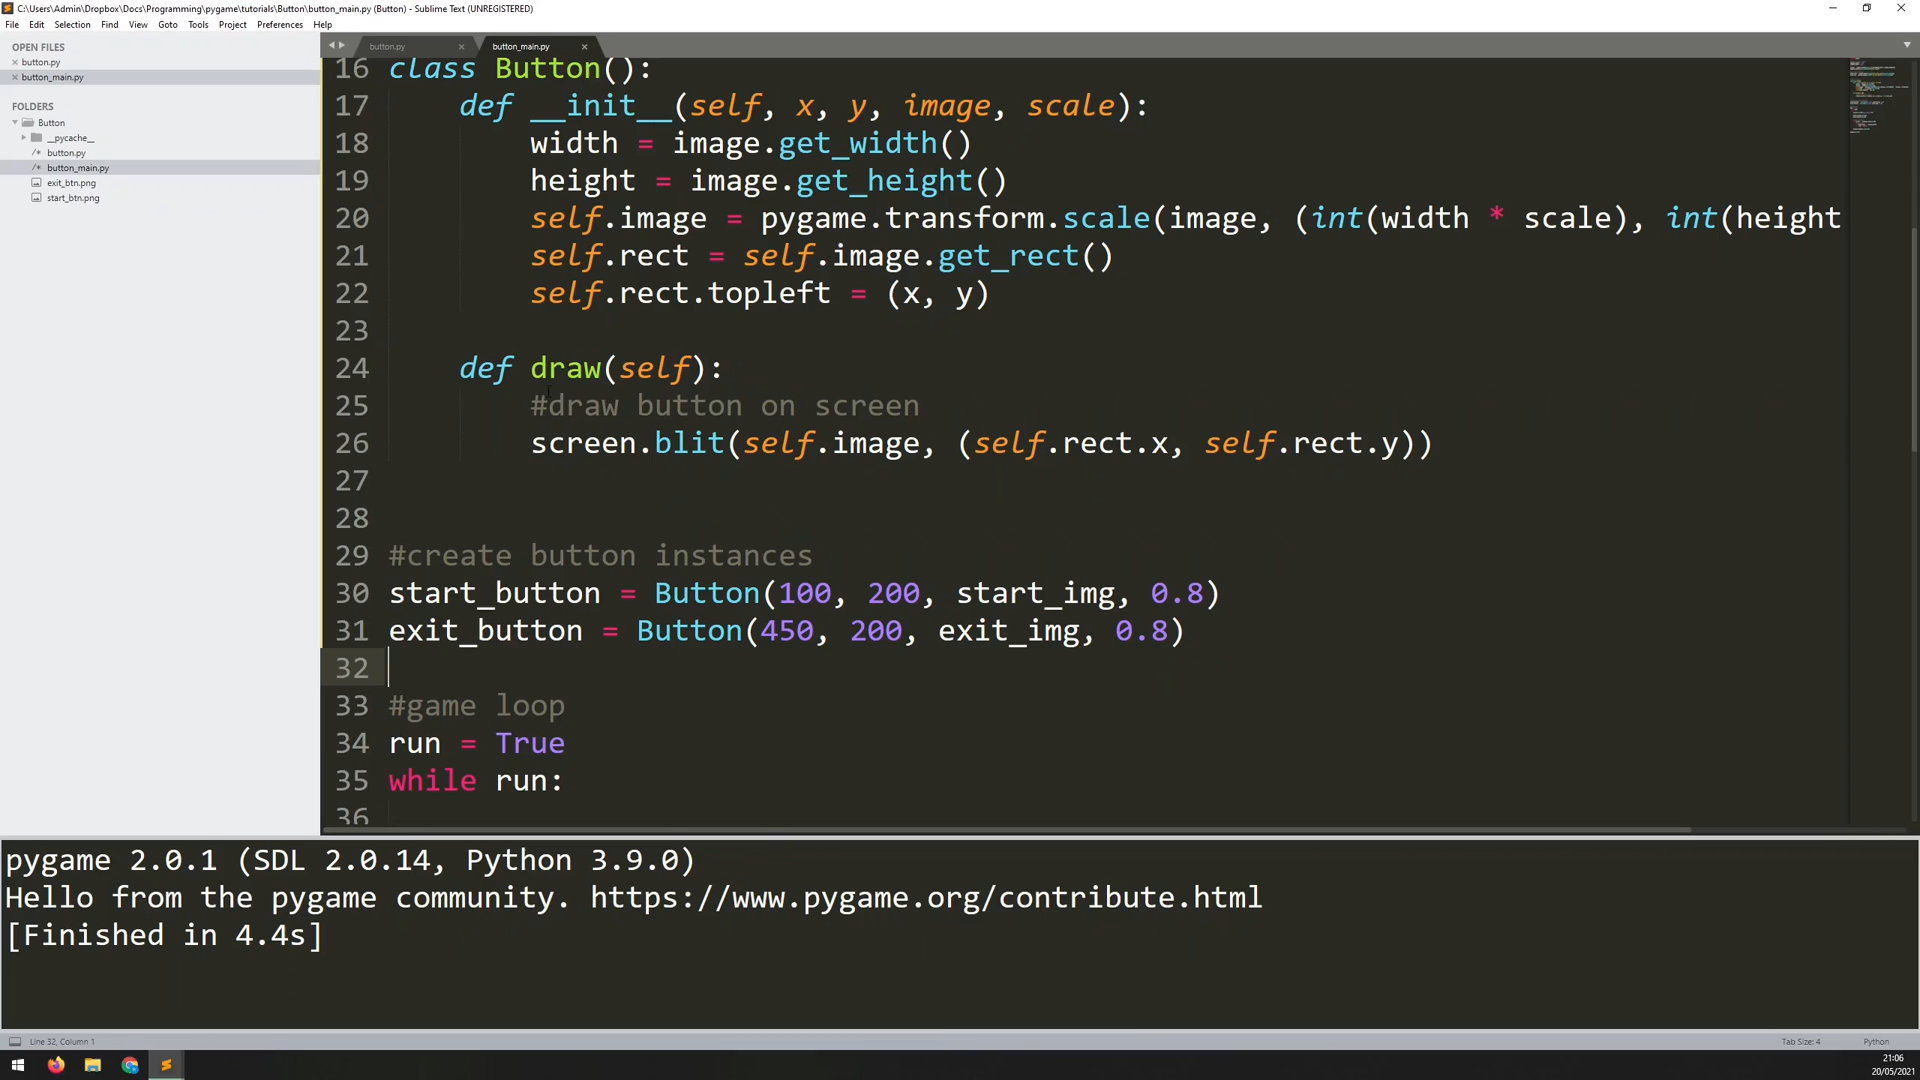 C:\Users\Admin\Dropbox\Docs\Programming\pygame\tutorials\Button\button_main.py (Button) - Sublime Text (UNREGISTERED)
File Edit Selection Find View Goto Tools Project Preferences Help
OPEN FILES
button.py
button_main.py
FOLDERS
Button
__pycache__
button.py
button_main.py
exit_btn.png
start_btn.png
button.py
button_main.py
16 class Button():
17 def __init__(self, x, y, image, scale):
18 width = image.get_width()
19 height = image.get_height()
20 self.image = pygame.transform.scale(image, (int(width * scale), int(height
21 self.rect = self.image.get_rect()
22 self.rect.topleft = (x, y)
23
24 def draw(self):
25 #draw button on screen
26 screen.blit(self.image, (self.rect.x, self.rect.y))
27
28
29 #create button instances
30 start_button = Button(100, 200, start_img, 0.8)
31 exit_button = Button(450, 200, exit_img, 0.8)
32
33 #game loop
34 run = True
35 while run:
36
pygame 2.0.1 (SDL 2.0.14, Python 3.9.0)
Hello from the pygame community. https://www.pygame.org/contribute.html
[Finished in 4.4s]
Line 32, Column 1
Tab Size: 4
Python
21:06
20/05/2021